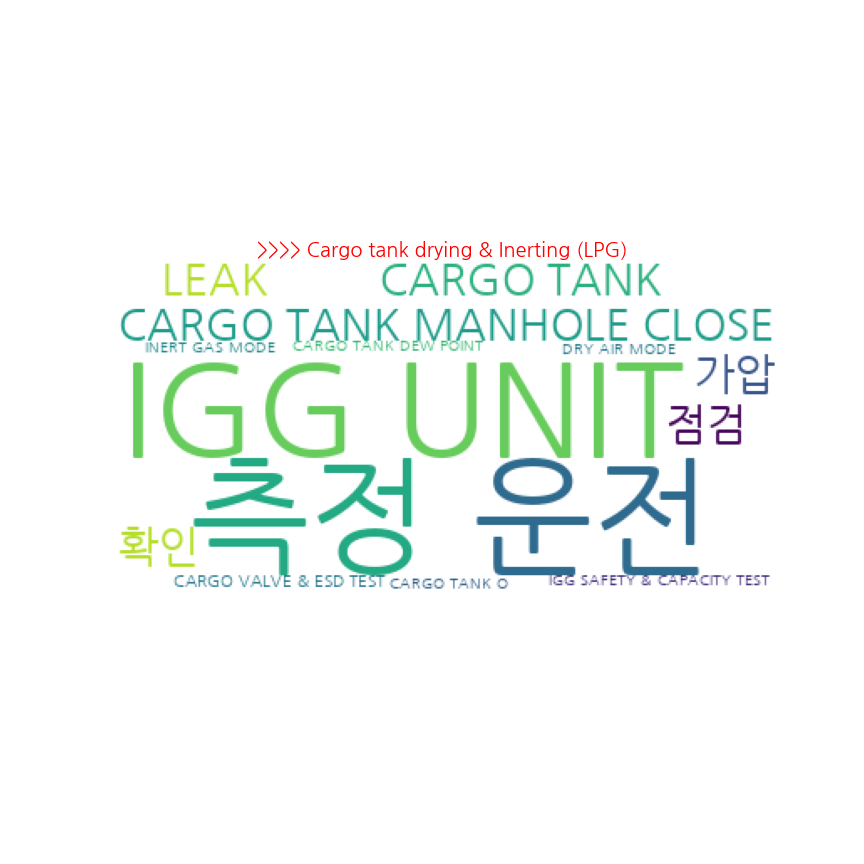 >>>> Cargo tank drying & Inerting (LPG)
LEAK CARGO TANK
CARGO TANK MANHOLE CLOSE
INERT GAS MODE CARGO TANK DEW POINT DRY AIR MODE
IGG UNIT 가압
점검
측정 운전
확인
CARGO VALVE & ESD TEST CARGO TANK O IGG SAFETY & CAPACITY TEST